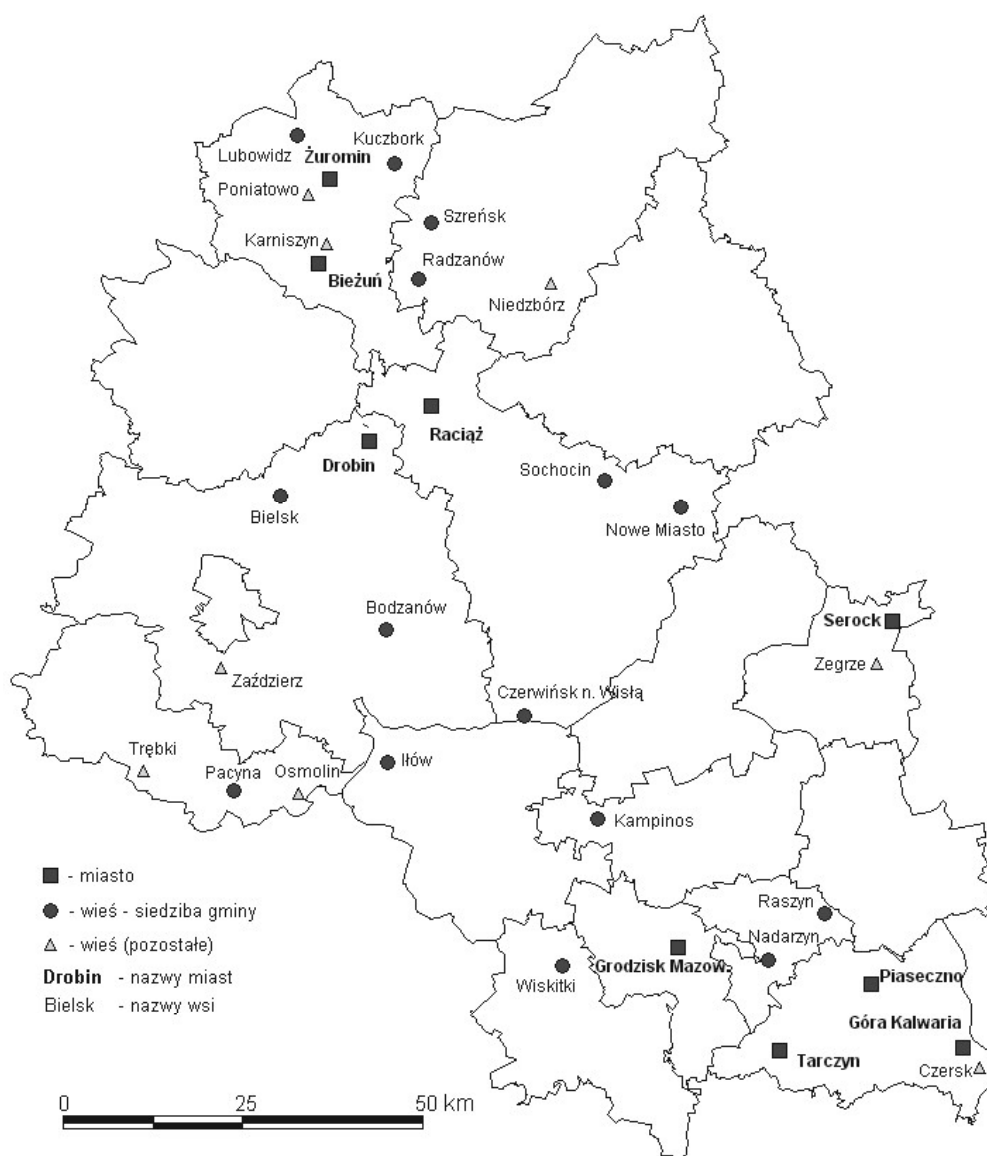 Kuczbork
Lubowidz
Żuromin
Poniatowo
Szreńsk
Karniszyn
Radzanów
Bieżuń
Niedzbórz
Raciąż
Drobin
Sochocin
Bielsk
Nowe Miasto
Bodzanów
Serock
Zegrze
Zaździerz
Czerwińsk n. Wisłą
Trębki
Pacyna
Osmolin
Iłów
Kampinos
- miasto
- wieś - siedziba gminy
- wieś (pozostałe)
Drobin - nazwy miast
Bielsk - nazwy wsi
Raszyn
Nadarzyn
Grodzisk Mazow.
Wiskitki
Piaseczno
Góra Kalwaria
Tarczyn
Czersk
0 25 50 km